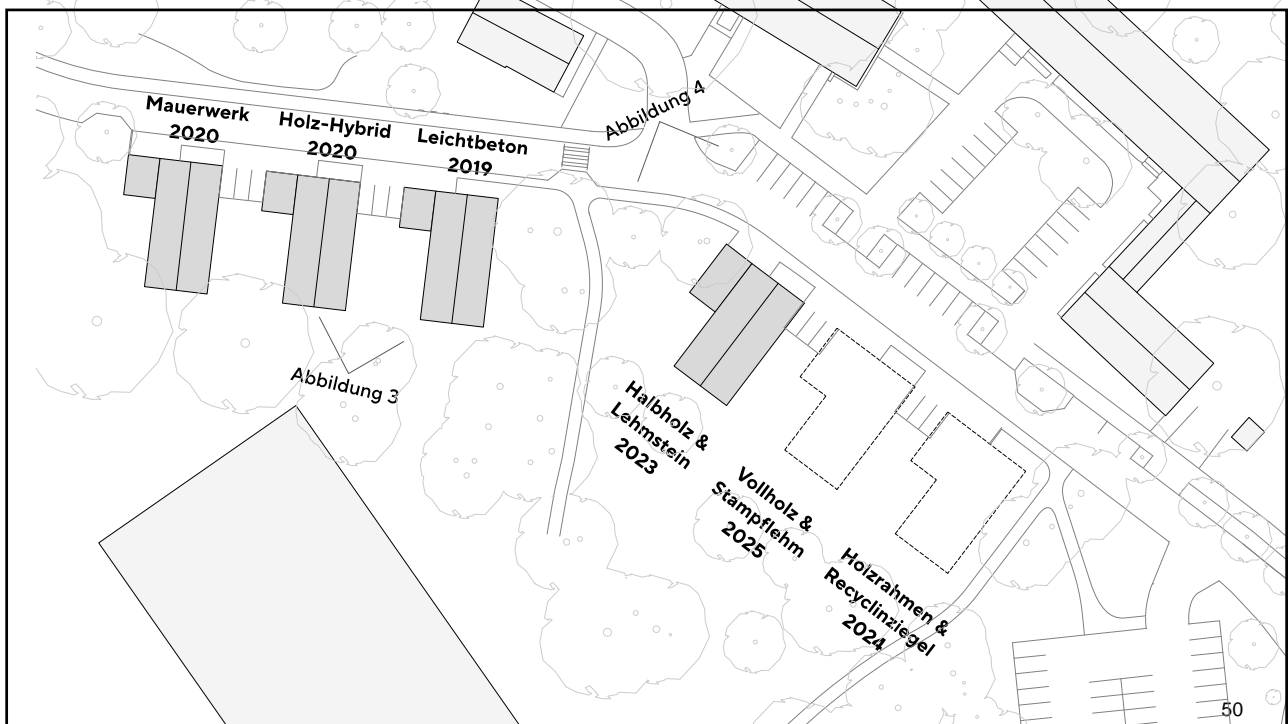 Mauerwerk
2020
Holz-Hybrid
2020
Leichtbeton
2019
Abbildung 4
Abbildung 3
Halbholz &
Lehmstein
2023
Vollholz &
Stampflehm
2025
Holzrahmen &
Recyclinziegel
2024
50